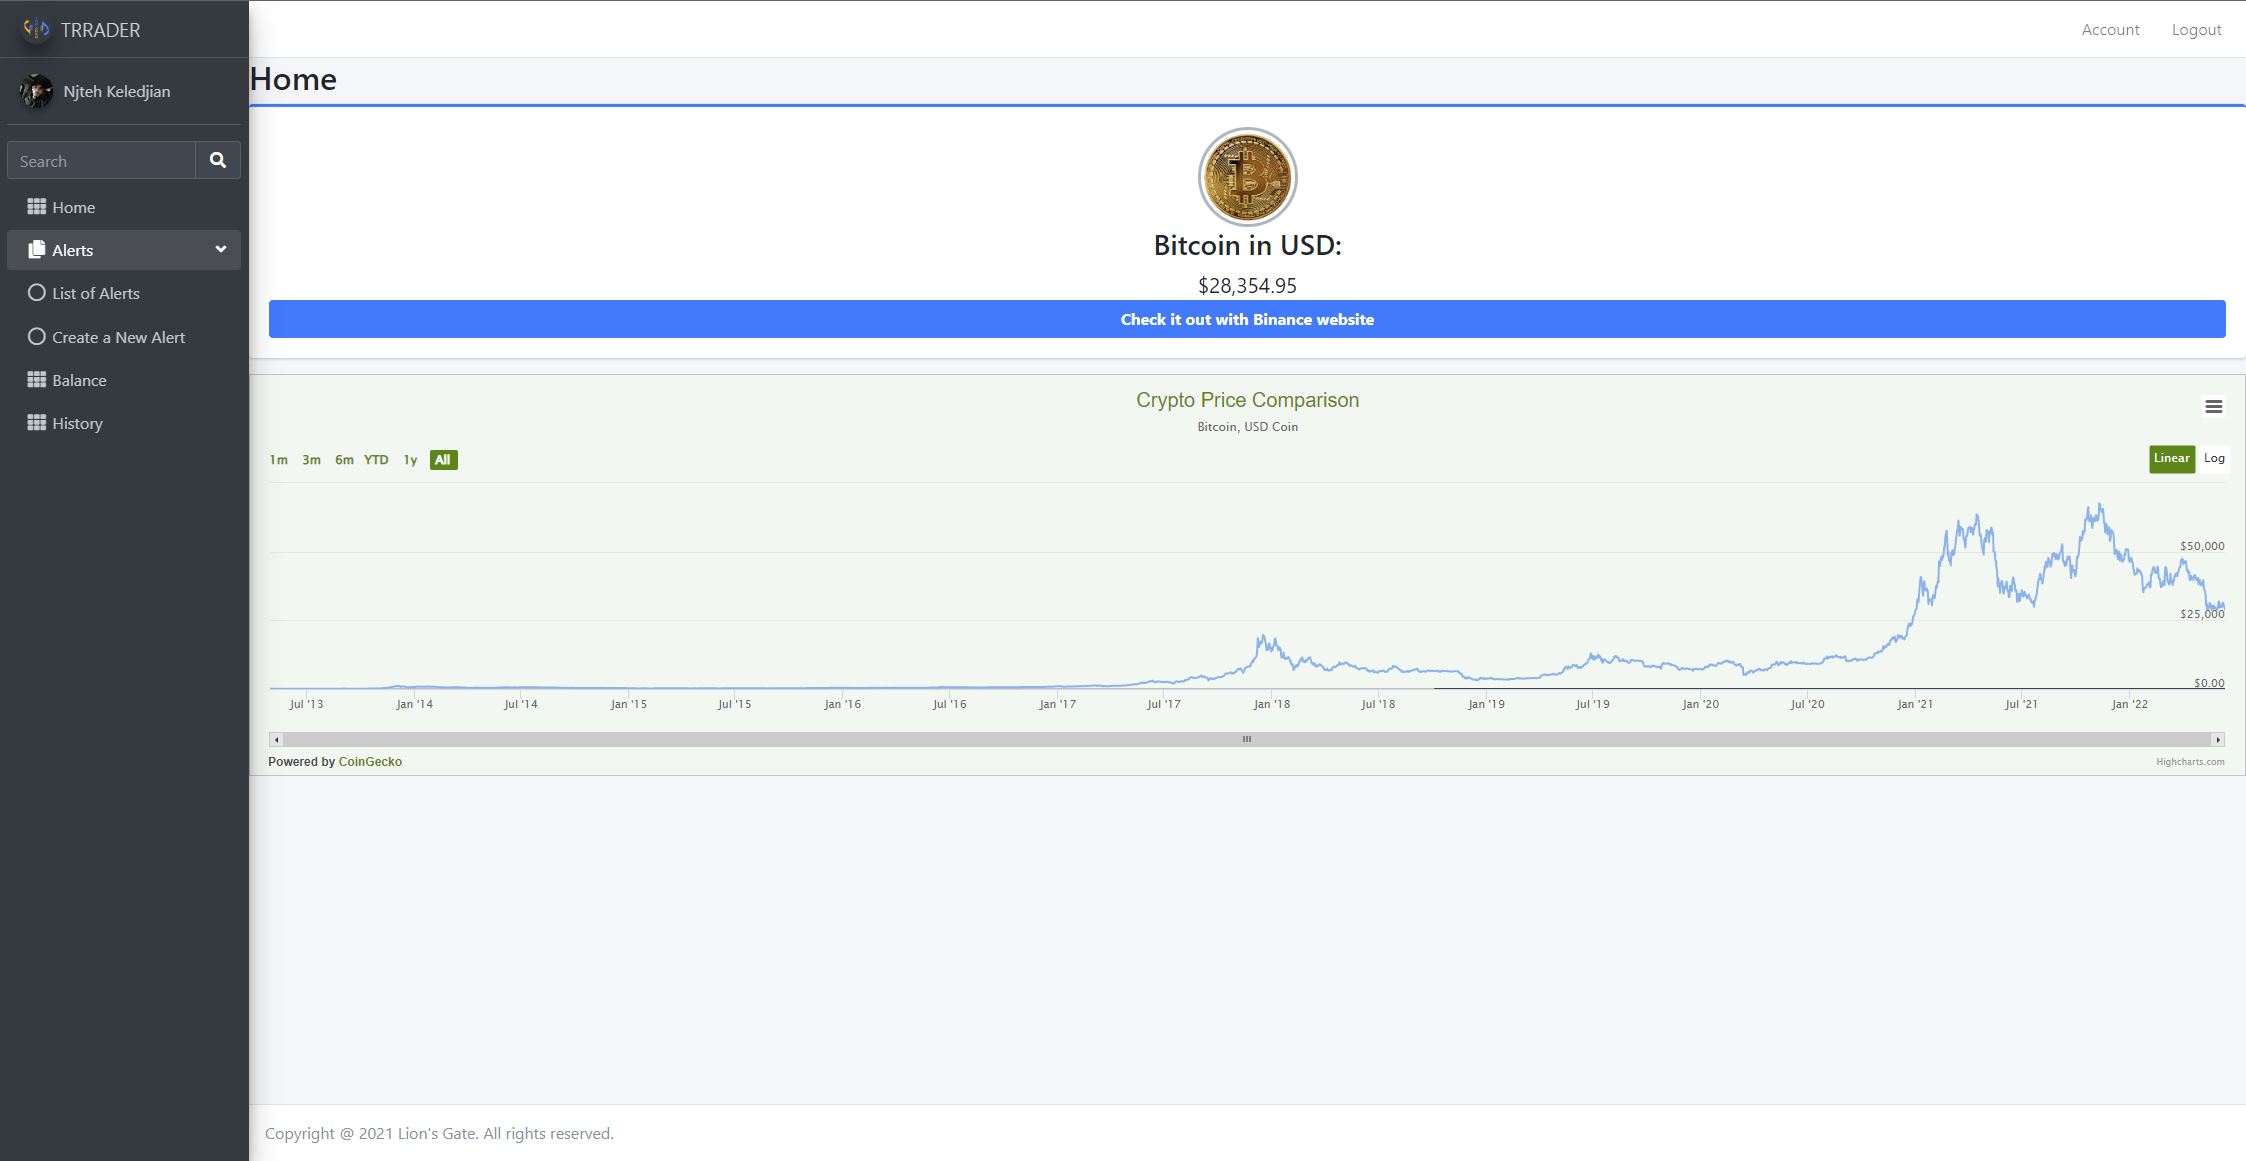 TRRADER
Account
Logout
Njteh Keledjian
Search
Home
Alerts
List of Alerts
Create a New Alert
Balance
History
Home
Bitcoin in USD:
$28,354.95
Check it out with Binance website
Crypto Price Comparison
Bitcoin, USD Coin
1m 3m 6m YTD 1y All
Linear Log
$50,000
$25,000
$0.00
Jul '13 Jan '14 Jul '14 Jan '15 Jul '15 Jan '16 Jul '16 Jan '17 Jul '17 Jan '18 Jul '18 Jan '19 Jul '19 Jan '20 Jul '20 Jan '21 Jul '21 Jan '22
Powered by CoinGecko
Highcharts.com
Copyright @ 2021 Lion's Gate. All rights reserved.